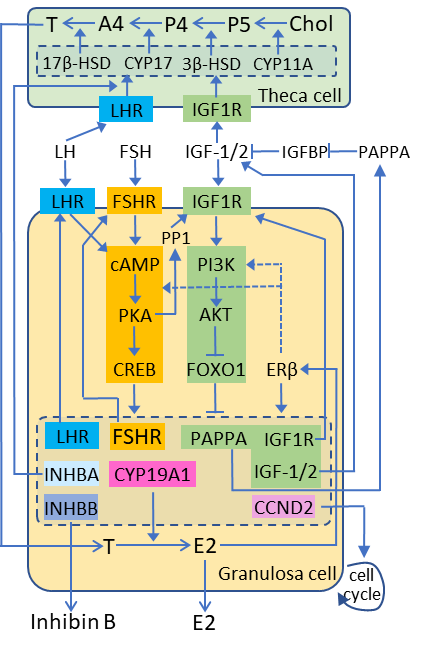 T A4 P4 P5 Chol
17β-HSD CYP17 3β-HSD CYP11A
Theca cell
LHR IGF1R
LH FSH IGF-1/2 IGFBP PAPPA
LHR FSHR IGF1R
PP1
cAMP PI3K
PKA AKT
CREB FOXO1 ERβ
LHR FSHR PAPPA IGF1R
INHBA CYP19A1 IGF-1/2
INHBB CCND2
T E2
Granulosa cell
cell
cycle
Inhibin B E2